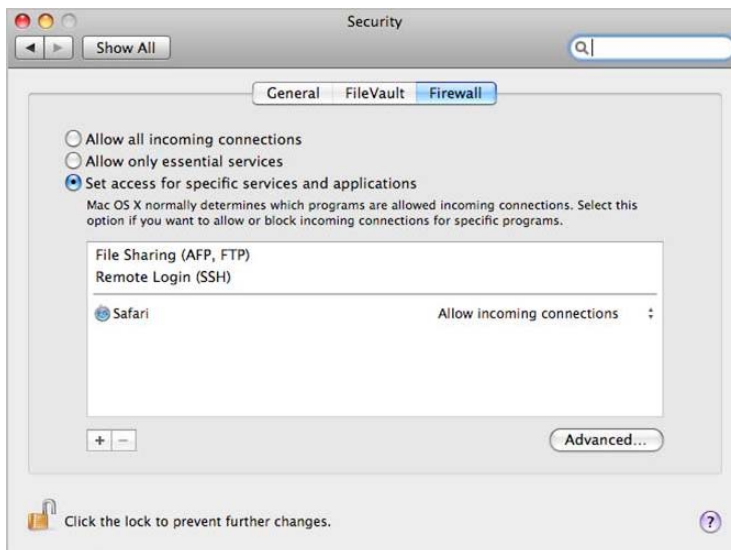 Security
Show All
General FileVault Firewall
Allow all incoming connections
Allow only essential services
Set access for specific services and applications
Mac OS X normally determines which programs are allowed incoming connections. Select this
option if you want to allow or block incoming connections for specific programs.
File Sharing (AFP, FTP)
Remote Login (SSH)
Safari Allow incoming connections
+ − Advanced...
Click the lock to prevent further changes. ?